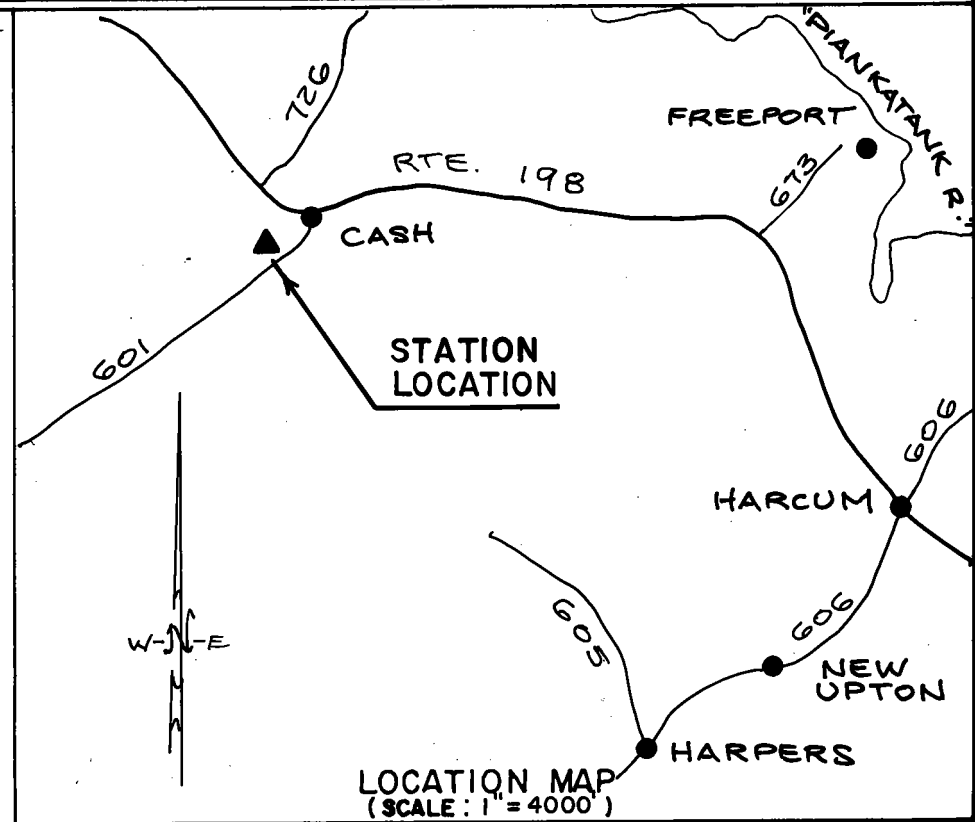 "PIANKATANK R."
FREEPORT
726
RTE. 198
673
CASH
601
STATION
LOCATION
606
HARCUM
605
606
W-N-E
NEW
UPTON
HARPERS
LOCATION MAP
(SCALE: 1" = 4000')